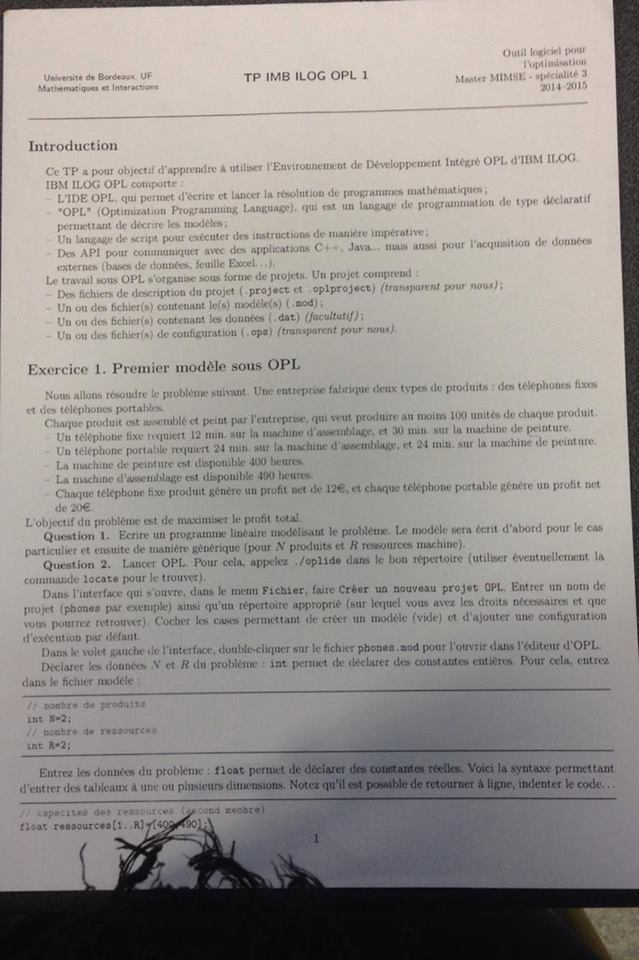 Université de Bordeaux, UF
Mathématiques et Interactions
TP IMB ILOG OPL 1
Outil logiciel pour
l'optimisation
Master MIMSE - spécialité 3
2014-2015
Introduction
Ce TP a pour objectif d'apprendre à utiliser l'Environnement de Développement Intégré OPL d'IBM ILOG.
IBM ILOG OPL comporte :
– L'IDE OPL, qui permet d'écrire et lancer la résolution de programmes mathématiques ;
– "OPL" (Optimization Programming Language), qui est un langage de programmation de type déclaratif
permettant de décrire les modèles ;
– Un langage de script pour exécuter des instructions de manière impérative ;
– Des API pour communiquer avec des applications C++, Java... mais aussi pour l'acquisition de données
externes (bases de données, feuille Excel...).
Le travail sous OPL s'organise sous forme de projets. Un projet comprend :
– Des fichiers de description du projet (.project et .oplproject) (transparent pour nous) ;
– Un ou des fichier(s) contenant le(s) modèle(s) (.mod) ;
– Un ou des fichier(s) contenant les données (.dat) (facultatif) ;
– Un ou des fichier(s) de configuration (.ops) (transparent pour nous).
Exercice 1. Premier modèle sous OPL
Nous allons résoudre le problème suivant. Une entreprise fabrique deux types de produits : des téléphones fixes
et des téléphones portables.
Chaque produit est assemblé et peint par l'entreprise, qui veut produire au moins 100 unités de chaque produit.
– Un téléphone fixe requiert 12 min. sur la machine d'assemblage, et 30 min. sur la machine de peinture.
– Un téléphone portable requiert 24 min. sur la machine d'assemblage, et 24 min. sur la machine de peinture.
– La machine de peinture est disponible 400 heures.
– La machine d'assemblage est disponible 490 heures.
– Chaque téléphone fixe produit génère un profit net de 12€, et chaque téléphone portable génère un profit net
de 20€.
L'objectif du problème est de maximiser le profit total.
Question 1. Ecrire un programme linéaire modélisant le problème. Le modèle sera écrit d'abord pour le cas
particulier et ensuite de manière générique (pour N produits et R ressources machine).
Question 2. Lancer OPL. Pour cela, appelez ./oplide dans le bon répertoire (utiliser éventuellement la
commande locate pour le trouver).
Dans l'interface qui s'ouvre, dans le menu Fichier, faire Créer un nouveau projet OPL. Entrer un nom de
projet (phones par exemple) ainsi qu'un répertoire approprié (sur lequel vous avez les droits nécessaires et que
vous pourrez retrouver). Cocher les cases permettant de créer un modèle (vide) et d'ajouter une configuration
d'exécution par défaut.
Dans le volet gauche de l'interface, double-cliquer sur le fichier phones.mod pour l'ouvrir dans l'éditeur d'OPL.
Déclarer les données N et R du problème : int permet de déclarer des constantes entières. Pour cela, entrez
dans le fichier modèle :
// nombre de produits
int N=2;
// nombre de ressources
int R=2;
Entrez les données du problème : float permet de déclarer des constantes réelles. Voici la syntaxe permettant
d'entrer des tableaux à une ou plusieurs dimensions. Notez qu'il est possible de retourner à ligne, indenter le code...
// capacites des ressources (second membre)
float ressources[1..R]=[400,490];
1